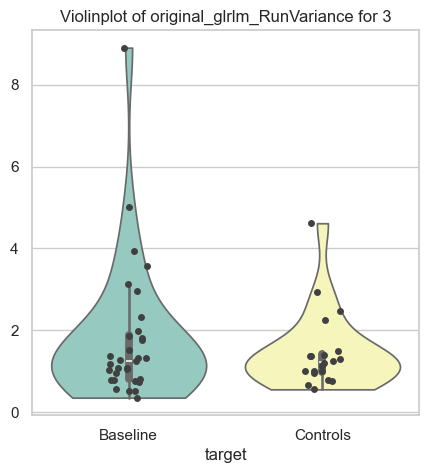 Violinplot of original_glrlm_RunVariance for 3
8
6
4
2
0
Baseline Controls
target